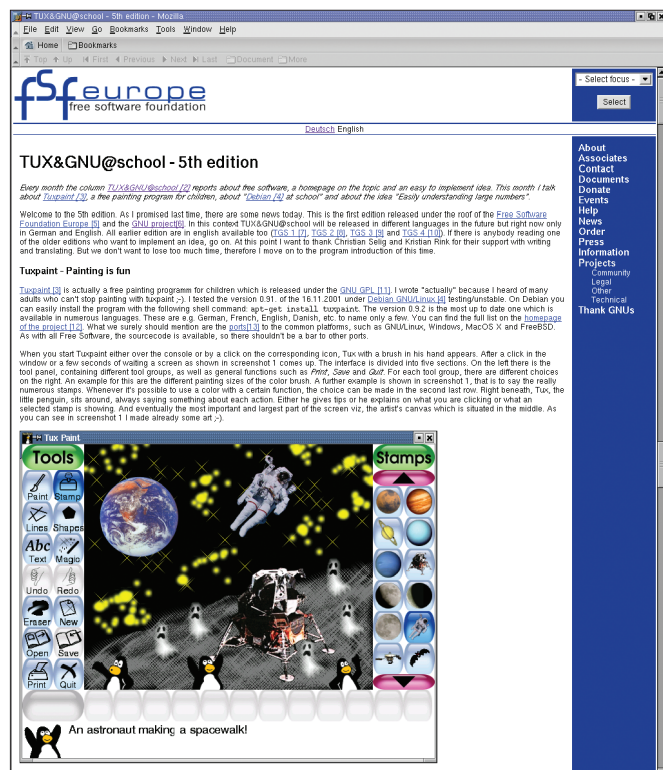 TUX&GNU@school - 5th edition - Mozilla
File Edit View Go Bookmarks Tools Window Help
Home Bookmarks
Top Up First Previous Next Last Document More
fsf europe
free software foundation
- Select focus -
Select
Deutsch English
TUX&GNU@school - 5th edition
Every month the column TUX&GNU@school [2] reports about free software, a homepage on the topic and an easy to implement idea. This month I talk
about Tuxpaint [3], a free painting program for children, about "Debian [4] at school" and about the idea "Easily understanding large numbers".
Welcome to the 5th edition. As I promised last time, there are some news today. This is the first edition released under the roof of the Free Software
Foundation Europe [5] and the GNU project[6]. In this context TUX&GNU@school will be released in different languages in the future but right now only
in German and English. All earlier edition are in english available too (TGS 1 [7], TGS 2 [8], TGS 3 [9] and TGS 4 [10]). If there is anybody reading one
of the older editions who want to implement an idea, go on. At this point I want to thank Christian Selig and Kristian Rink for their support with writing
and translating. But we don't want to lose too much time, therefore I move on to the program introduction of this time.
Tuxpaint - Painting is fun
Tuxpaint [3] is actually a free painting programm for children which is released under the GNU GPL [11]. I wrote "actually" because I heard of many
adults who can't stop painting with tuxpaint ;-). I tested the version 0.91. of the 16.11.2001 under Debian GNU/Linux [4] testing/unstable. On Debian you
can easily install the program with the following shell command: apt-get install tuxpaint. The version 0.9.2 is the most up to date one which is
available in numerous languages. These are e.g. German, French, English, Danish, etc. to name only a few. You can find the full list on the homepage
of the project [12]. What we surely should mention are the ports[13] to the common platforms, such as GNU/Linux, Windows, MacOS X and FreeBSD.
As with all Free Software, the sourcecode is available, so there shouldn't be a bar to other ports.
When you start Tuxpaint either over the console or by a click on the corresponding icon, Tux with a brush in his hand appears. After a click in the
window or a few seconds of waiting a screen as shown in screenshot 1 comes up. The interface is divided into five sections. On the left there is the
tool panel, containing different tool groups, as well as general functions such as Print, Save and Quit. For each tool group, there are different choices
on the right. An example for this are the different painting sizes of the color brush. A further example is shown in screenshot 1, that is to say the really
numerous stamps. Whenever it's possible to use a color with a certain function, the choice can be made in the second last row. Right beneath, Tux, the
little penguin, sits around, always saying something about each action. Either he gives tips or he explains on what you are clicking or what an
selected stamp is showing. And eventually the most important and largest part of the screen viz, the artist's canvas which is situated in the middle. As
you can see in screenshot 1 I made already some art ;-).
About
Associates
Contact
Documents
Donate
Events
Help
News
Order
Press
Information
Projects
Community
Legal
Other
Technical
Thank GNUs
Tux Paint
Tools
Stamps
Paint Stamp
Lines Shapes
Abc
Text Magic
Undo Redo
Eraser New
Open Save
Print Quit
An astronaut making a spacewalk!